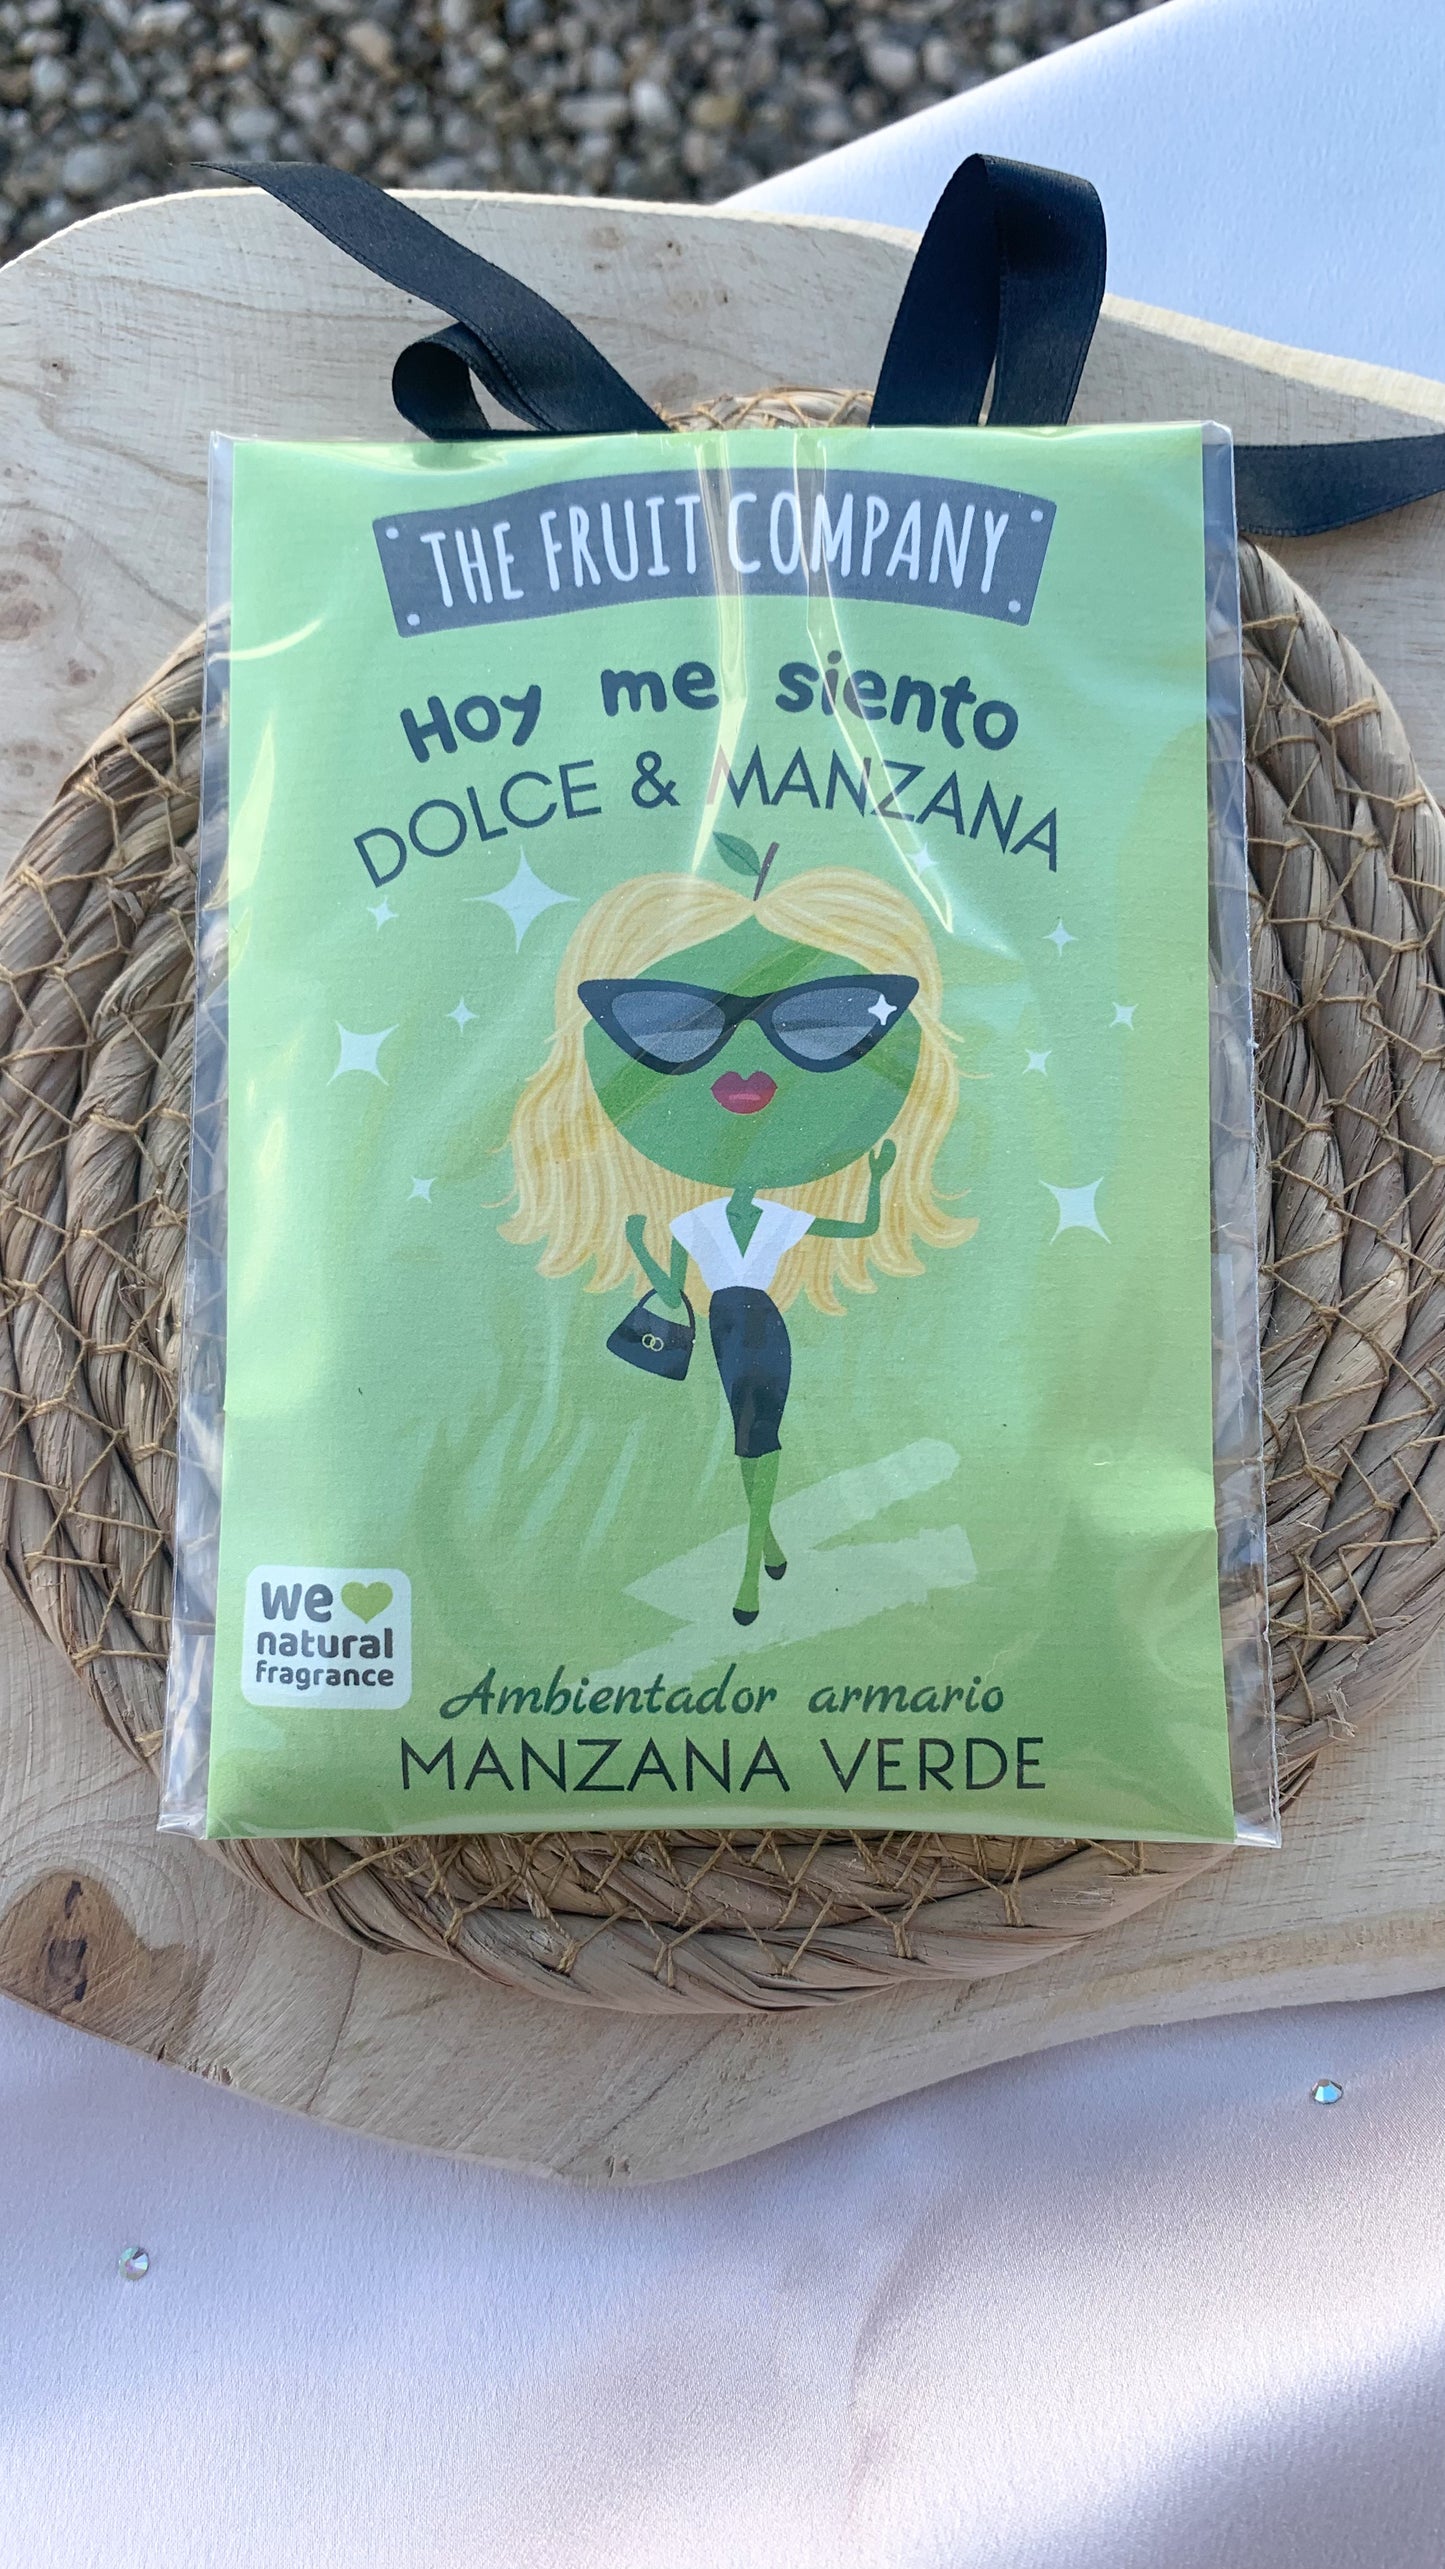 THE FRUIT COMPANY
Hoy me siento
DOLCE & MANZANA
we
natural
fragrance
Ambientador armario
MANZANA VERDE